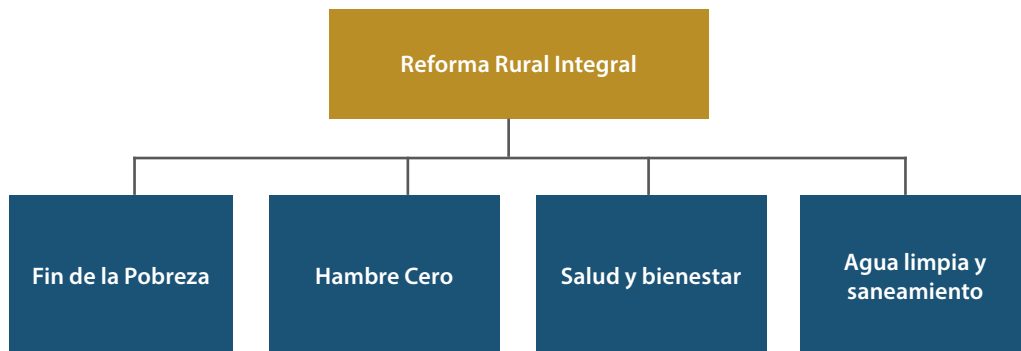 Reforma Rural Integral
Fin de la Pobreza
Hambre Cero
Salud y bienestar
Agua limpia y
saneamiento